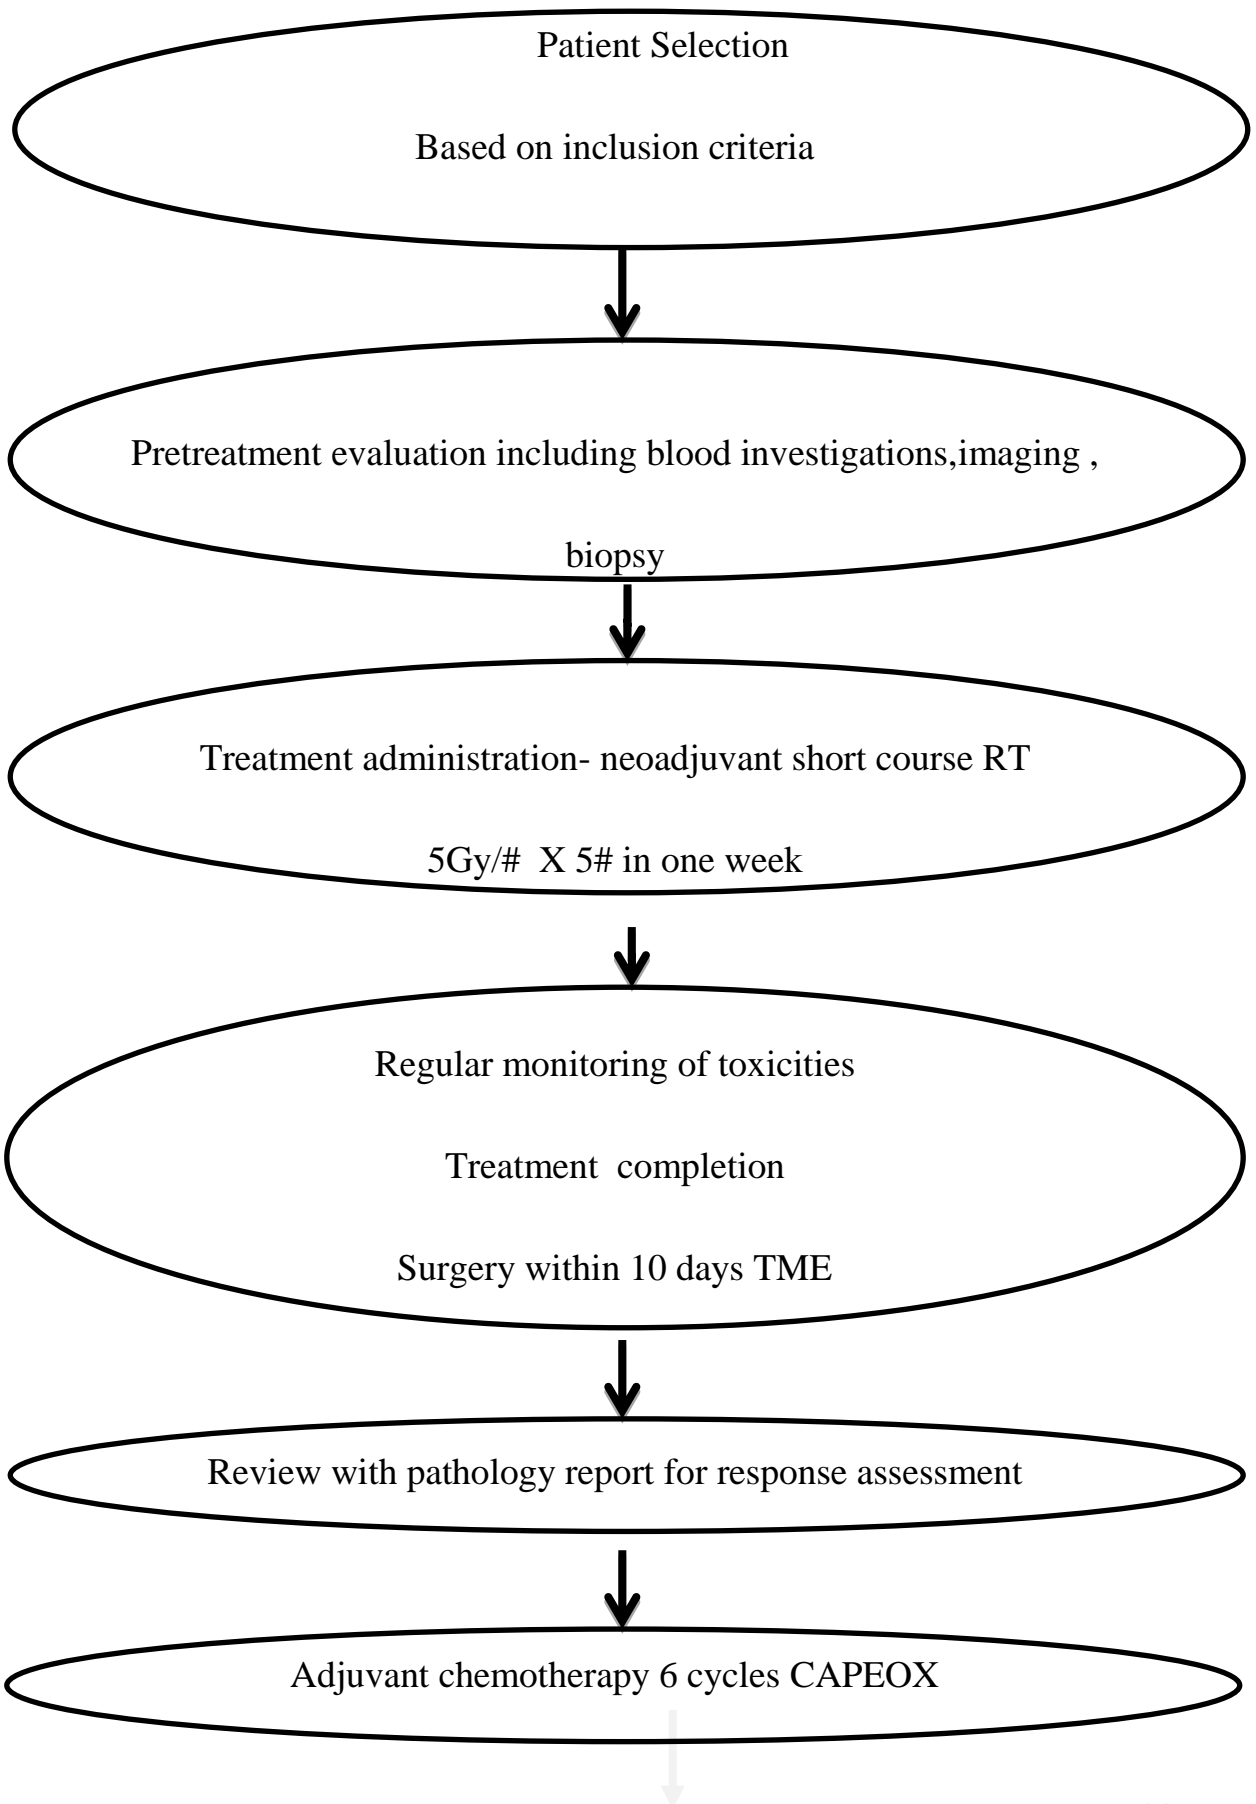 Patient Selection
Based on inclusion criteria
Pretreatment evaluation including blood investigations,imaging ,
biopsy
Treatment administration- neoadjuvant short course RT
5Gy/#  X 5# in one week
Regular monitoring of toxicities
Treatment  completion
Surgery within 10 days TME
Review with pathology report for response assessment
Adjuvant chemotherapy 6 cycles CAPEOX